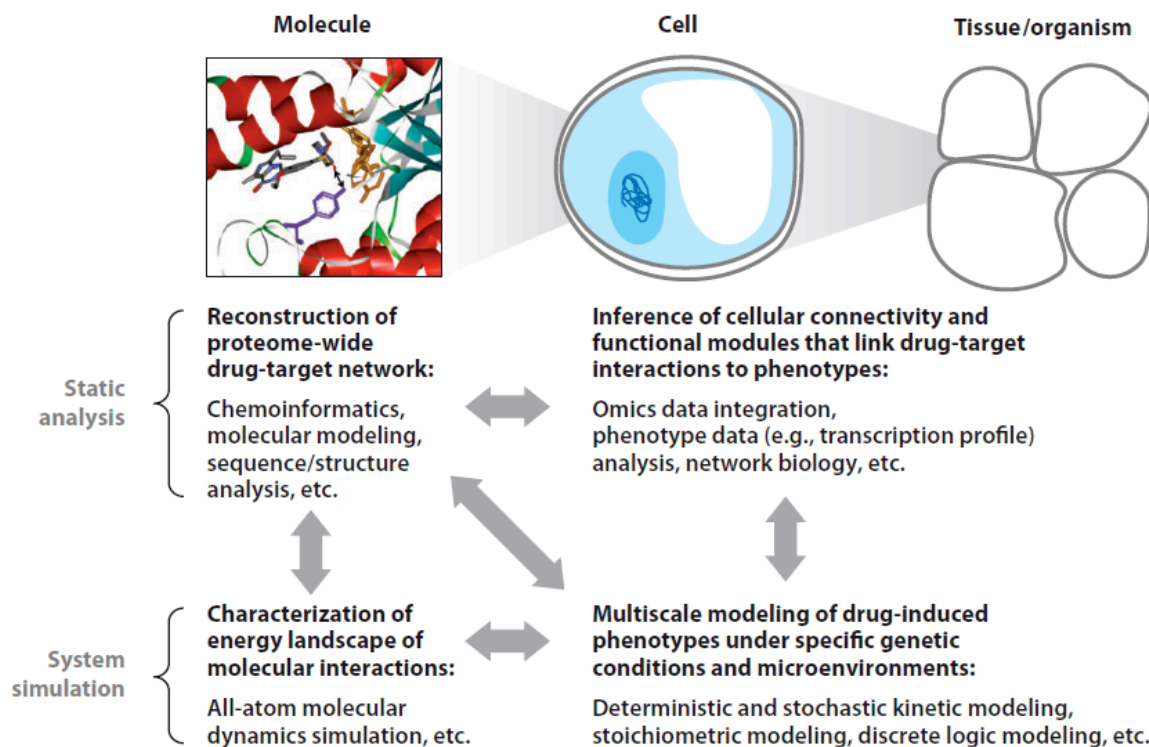 Molecule
Cell
Tissue/organism
Static
analysis
Reconstruction of
proteome-wide
drug-target network:
Chemoinformatics,
molecular modeling,
sequence/structure
analysis, etc.
Inference of cellular connectivity and
functional modules that link drug-target
interactions to phenotypes:
Omics data integration,
phenotype data (e.g., transcription profile)
analysis, network biology, etc.
System
simulation
Characterization of
energy landscape of
molecular interactions:
All-atom molecular
dynamics simulation, etc.
Multiscale modeling of drug-induced
phenotypes under specific genetic
conditions and microenvironments:
Deterministic and stochastic kinetic modeling,
stoichiometric modeling, discrete logic modeling, etc.